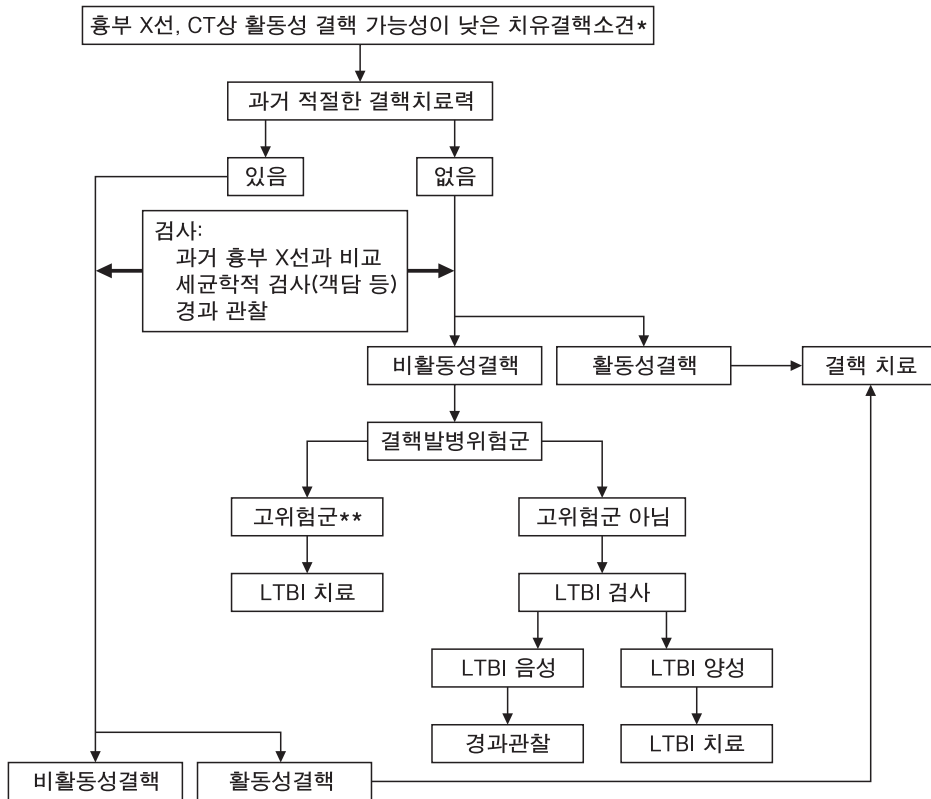 흉부 X선, CT상 활동성 결핵 가능성이 낮은 치유결핵소견*
과거 적절한 결핵치료력
있음
없음
검사:
과거 흉부 X선과 비교
세균학적 검사(객담 등)
경과 관찰
비활동성결핵
활동성결핵
결핵 치료
결핵발병위험군
고위험군**
고위험군 아님
LTBI 치료
LTBI 검사
LTBI 음성
LTBI 양성
경과관찰
LTBI 치료
비활동성결핵
활동성결핵